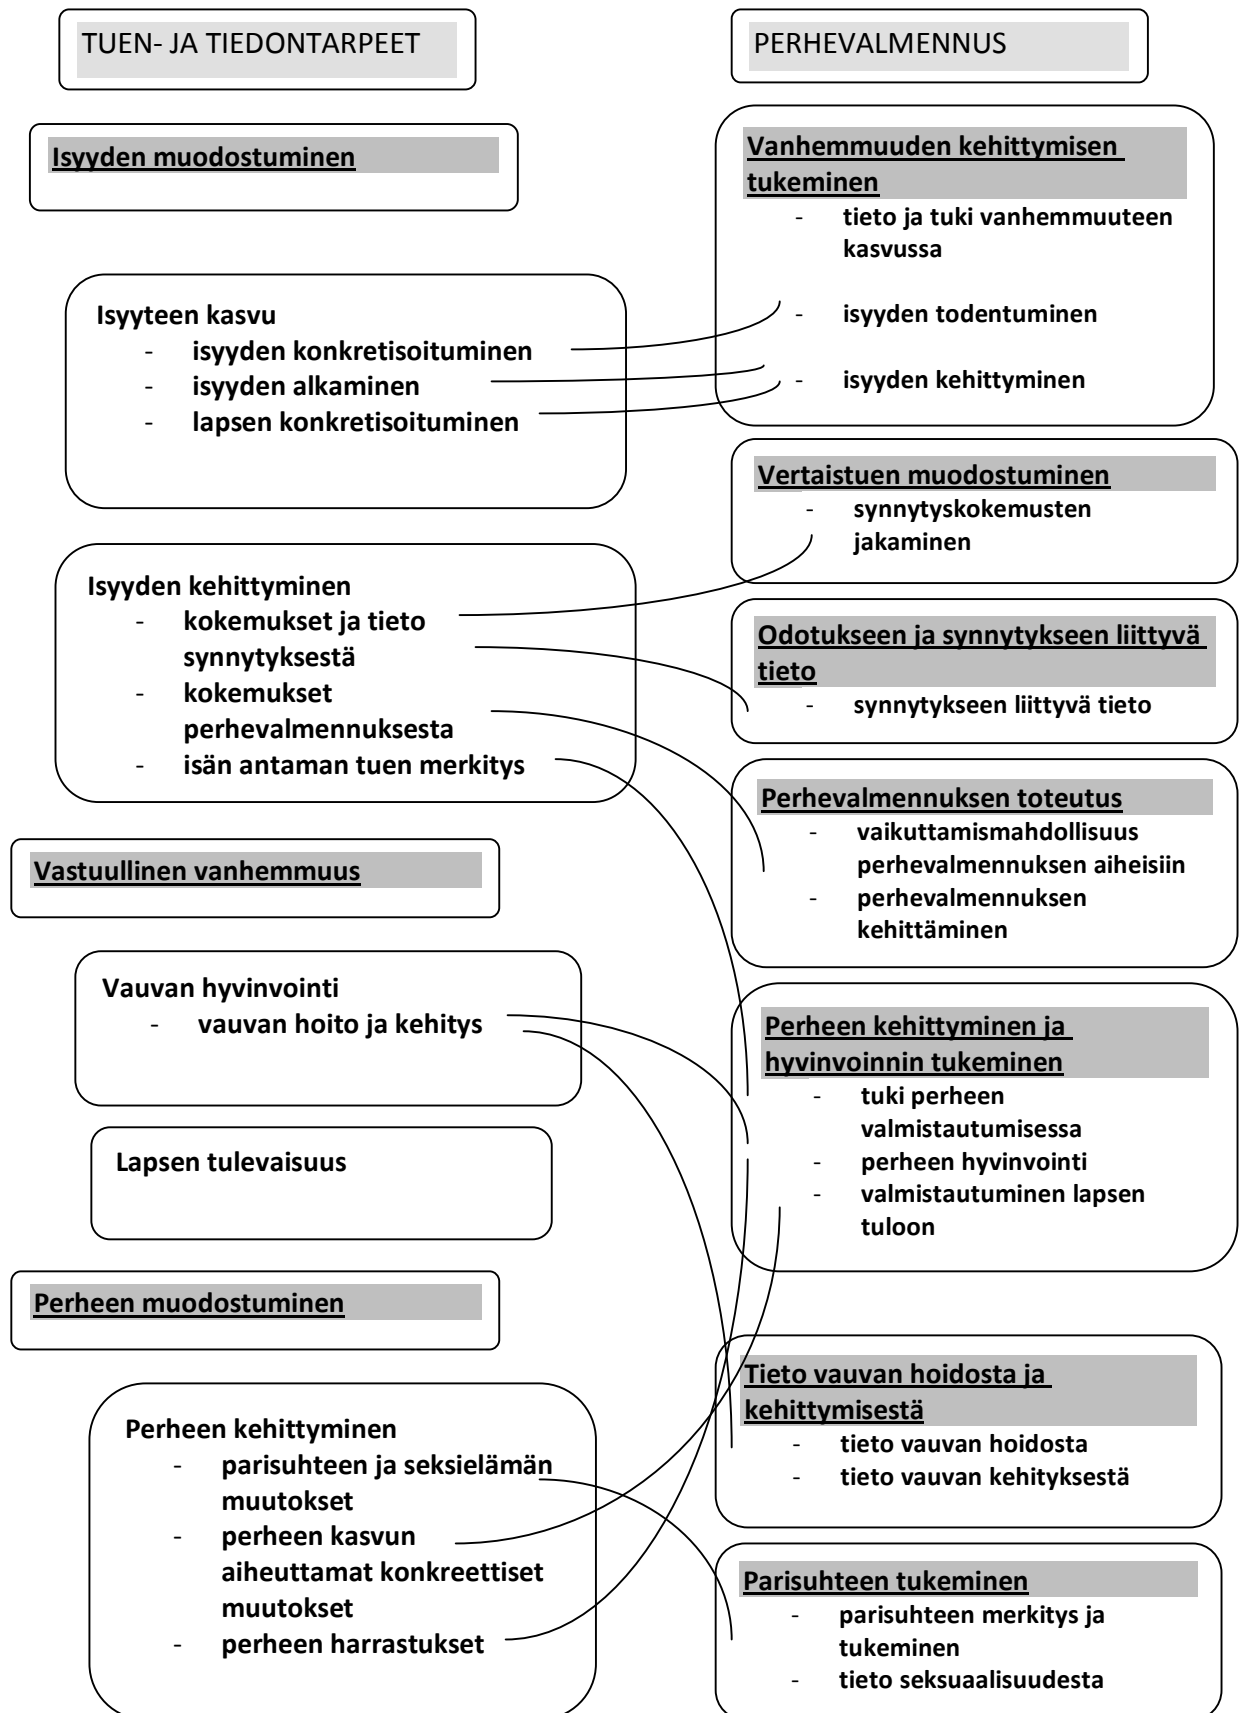 TUEN- JA TIEDONTARPEET
Isyyden muodostuminen
Isyyteen kasvu
- isyyden konkretisoituminen
- isyyden alkaminen
- lapsen konkretisoituminen
Isyyden kehittyminen
- kokemukset ja tieto
synnytyksestä
- kokemukset
perhevalmennuksesta
- isän antaman tuen merkitys
Vastuullinen vanhemmuus
Vauvan hyvinvointi
- vauvan hoito ja kehitys
Lapsen tulevaisuus
Perheen muodostuminen
Perheen kehittyminen
- parisuhteen ja seksielämän
muutokset
- perheen kasvun
aiheuttamat konkreettiset
muutokset
- perheen harrastukset
PERHEVALMENNUS
Vanhemmuuden kehittymisen
tukeminen
- tieto ja tuki vanhemmuuteen
kasvussa
- isyyden todentuminen
- isyyden kehittyminen
Vertaistuen muodostuminen
- synnytyskokemusten
jakaminen
Odotukseen ja synnytykseen liittyvä
tieto
- synnytykseen liittyvä tieto
Perhevalmennuksen toteutus
- vaikuttamismahdollisuus
perhevalmennuksen aiheisiin
- perhevalmennuksen
kehittäminen
Perheen kehittyminen ja
hyvinvoinnin tukeminen
- tuki perheen
valmistautumisessa
- perheen hyvinvointi
- valmistautuminen lapsen
tuloon
Tieto vauvan hoidosta ja
kehittymisestä
- tieto vauvan hoidosta
- tieto vauvan kehityksestä
Parisuhteen tukeminen
- parisuhteen merkitys ja
tukeminen
- tieto seksuaalisuudesta